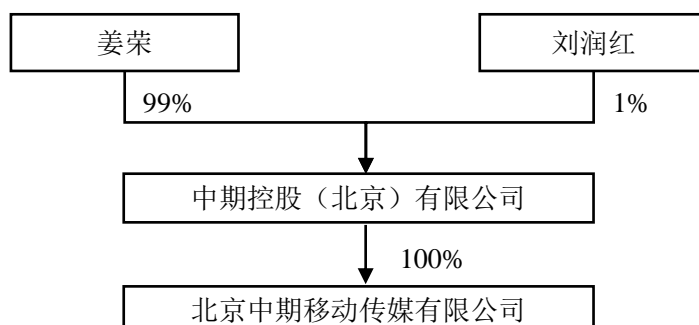 姜荣
刘润红
99%
1%
中期控股（北京）有限公司
100%
北京中期移动传媒有限公司